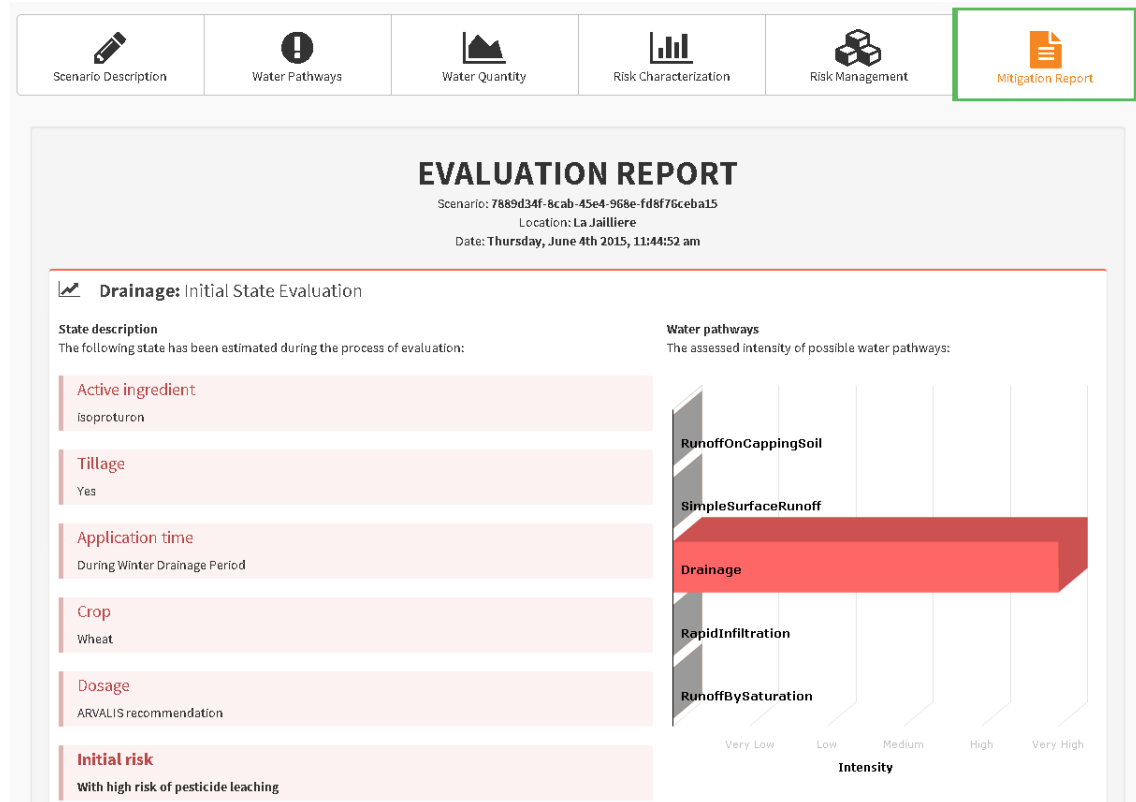 Scenario Description
Water Pathways
Water Quantity
Risk Characterization
Risk Management
Mitigation Report
EVALUATION REPORT
Scenario: 7889d34f-8cab-45e4-968e-fd8f76ceba15
Location: La Jailliere
Date: Thursday, June 4th 2015, 11:44:52 am
Drainage: Initial State Evaluation
State description
The following state has been estimated during the process of evaluation:
Active ingredient
isoproturon
Tillage
Yes
Application time
During Winter Drainage Period
Crop
Wheat
Dosage
ARVALIS recommendation
Initial risk
With high risk of pesticide leaching
Water pathways
The assessed intensity of possible water pathways:
RunoffOnCappingSoil
SimpleSurfaceRunoff
Drainage
RapidInfiltration
RunoffBySaturation
Very Low Low Medium High Very High
Intensity